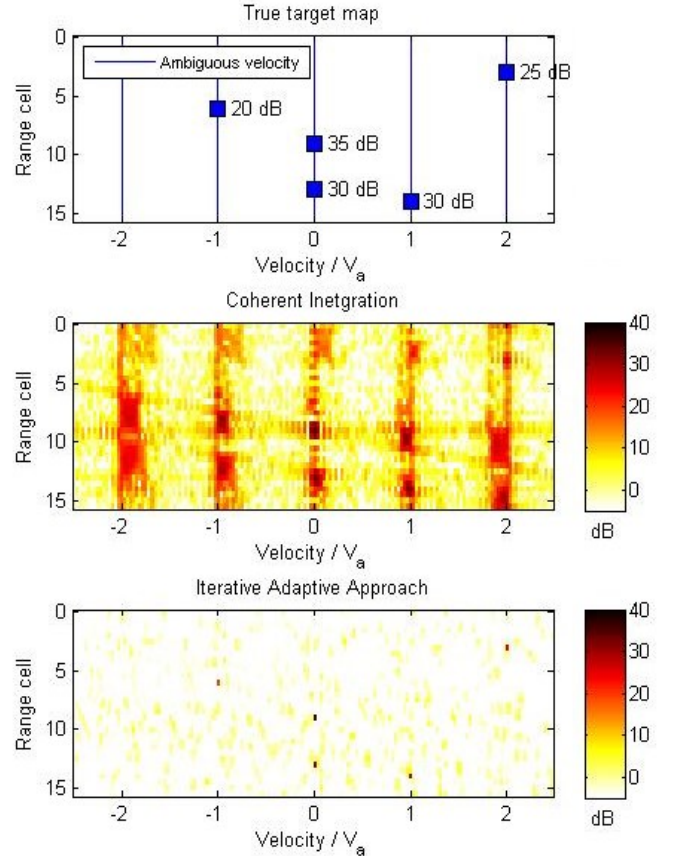 True target map
0
5
10
15
Range cell
Ambiguous velocity
25 dB
20 dB
35 dB
30 dB
30 dB
-2 -1 0 1 2
Velocity / Va
Coherent Inetgration
0
5
10
15
Range cell
-2 -1 0 1 2
Velocity / Va
40
30
20
10
0
dB
Iterative Adaptive Approach
0
5
10
15
Range cell
-2 -1 0 1 2
Velocity / Va
40
30
20
10
0
dB